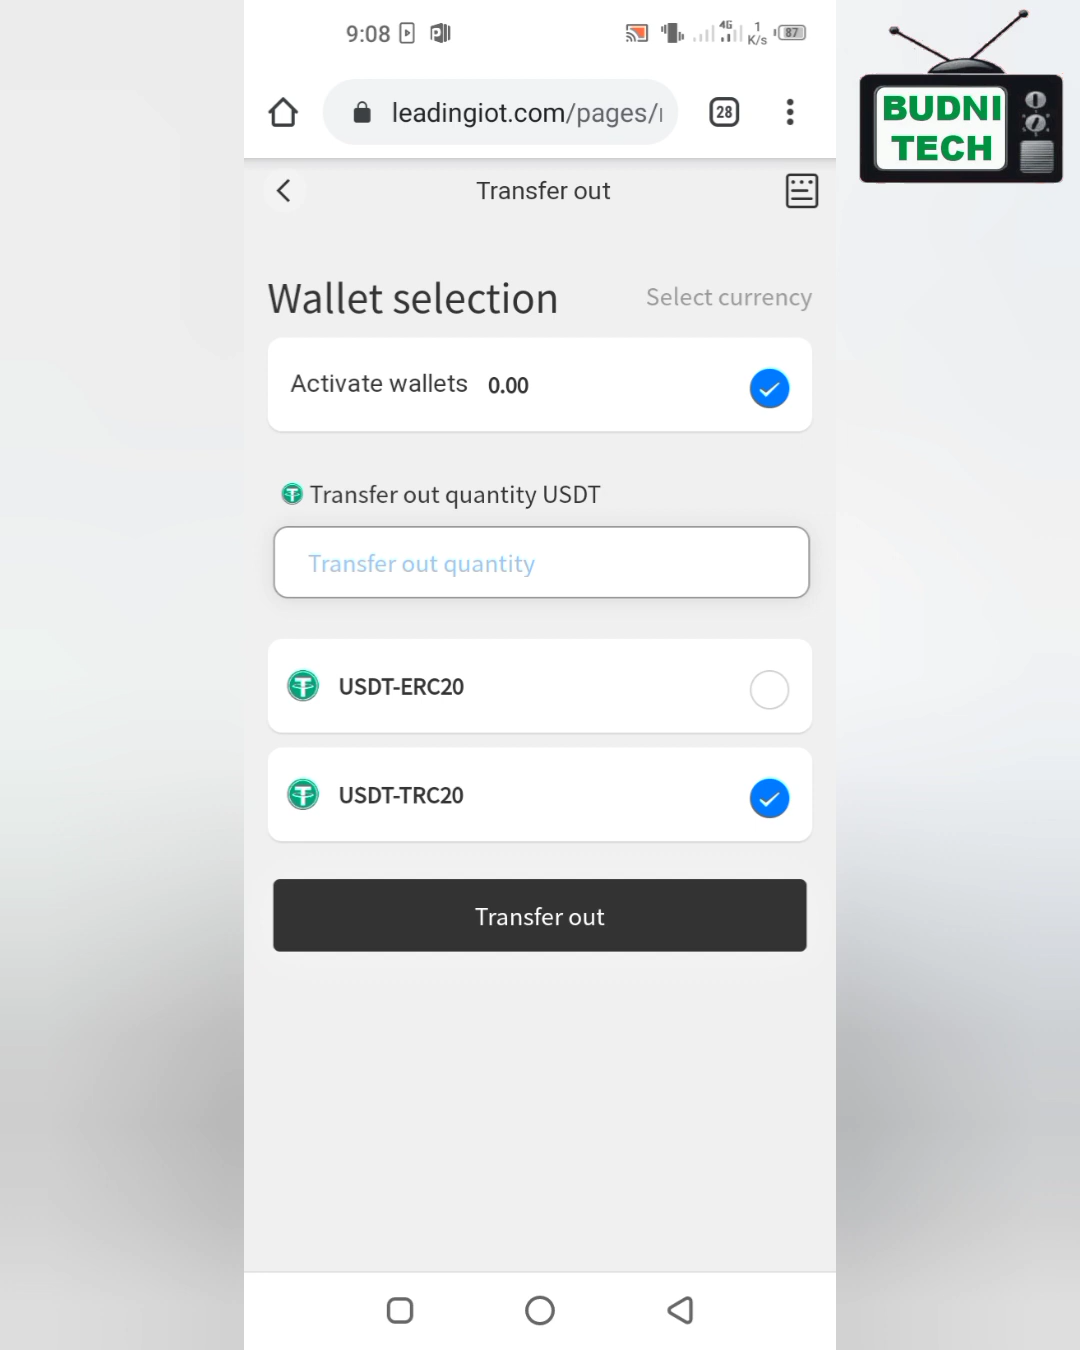 9:08
4G
1
K/s
87
leadingiot.com/pages/
28
BUDNI
TECH
Transfer out
Wallet selection
Select currency
Activate wallets 0.00
Transfer out quantity USDT
Transfer out quantity
USDT-ERC20
USDT-TRC20
Transfer out